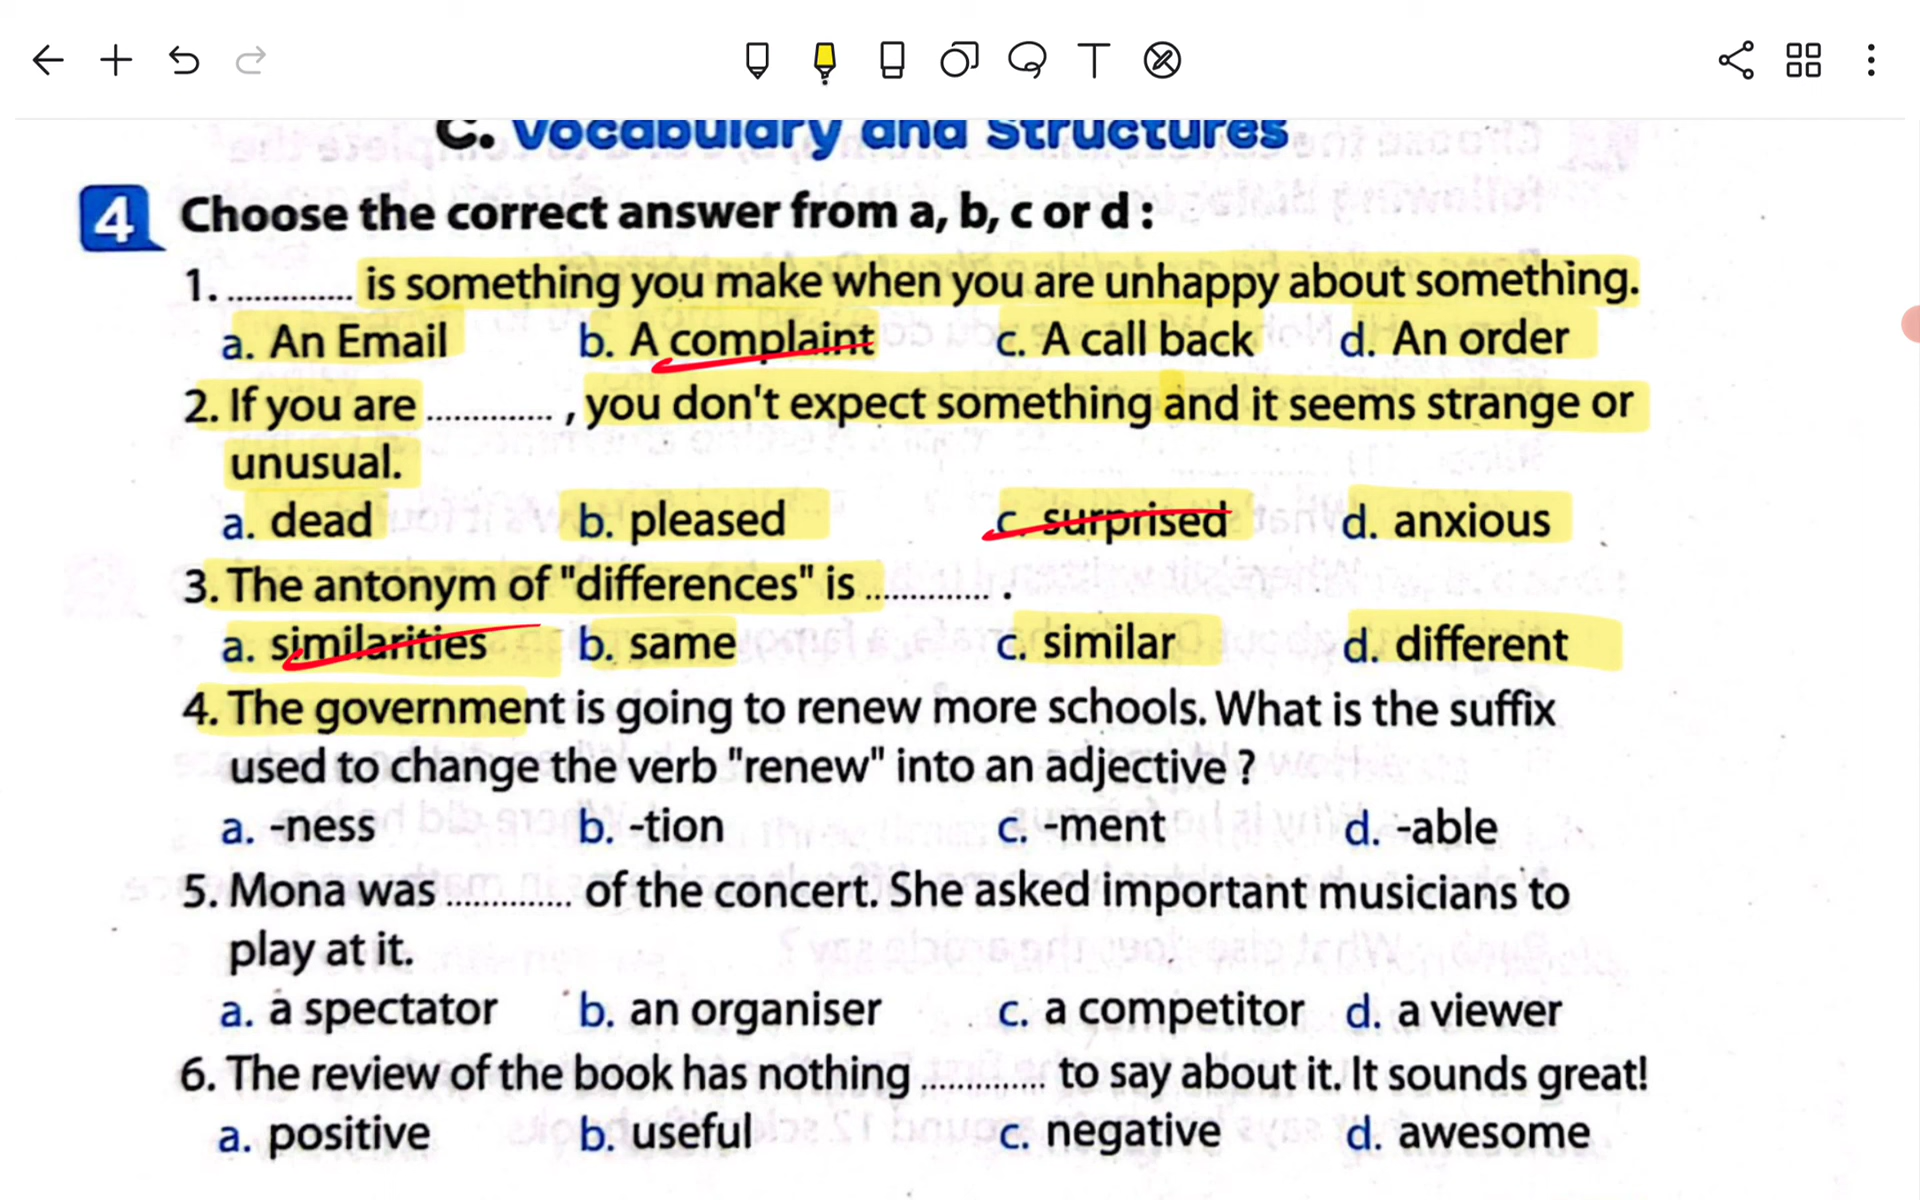 C. Vocabulary and Structures
4 Choose the correct answer from a, b, c or d :
1. ............. is something you make when you are unhappy about something.
a. An Email b. A complaint c. A call back d. An order
2. If you are ............. , you don't expect something and it seems strange or
unusual.
a. dead b. pleased c. surprised d. anxious
3. The antonym of "differences" is ............. .
a. similarities b. same c. similar d. different
4. The government is going to renew more schools. What is the suffix
used to change the verb "renew" into an adjective ?
a. -ness b. -tion c. -ment d. -able
5. Mona was ............. of the concert. She asked important musicians to
play at it.
a. a spectator b. an organiser c. a competitor d. a viewer
6. The review of the book has nothing ............. to say about it. It sounds great!
a. positive b. useful c. negative d. awesome